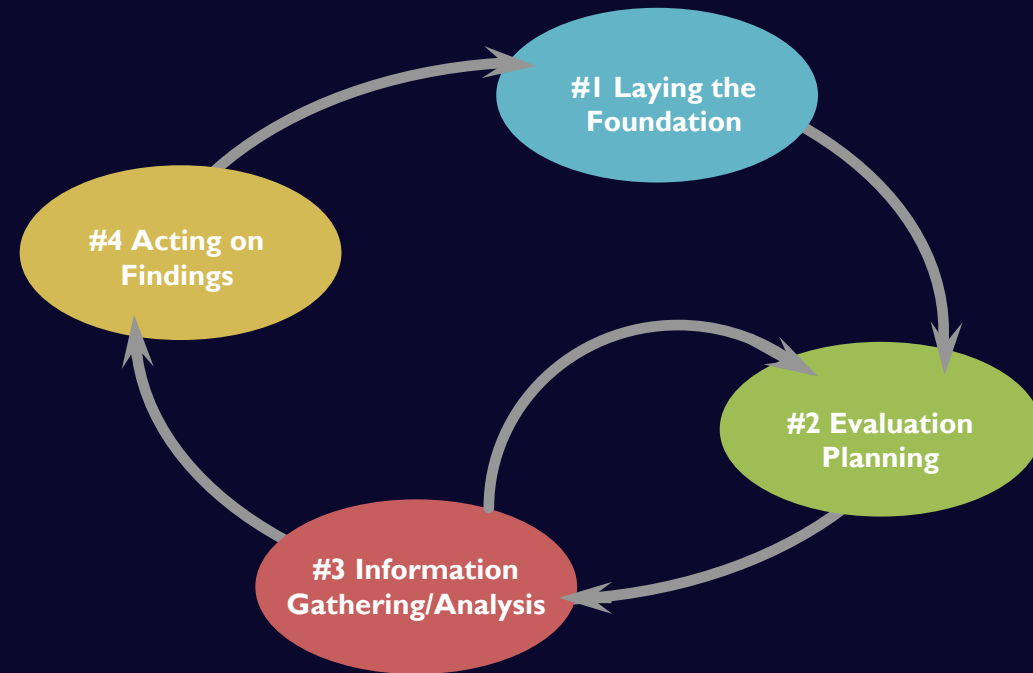 #1 Laying the
Foundation
#2 Evaluation
Planning
#3 Information
Gathering/Analysis
#4 Acting on
Findings